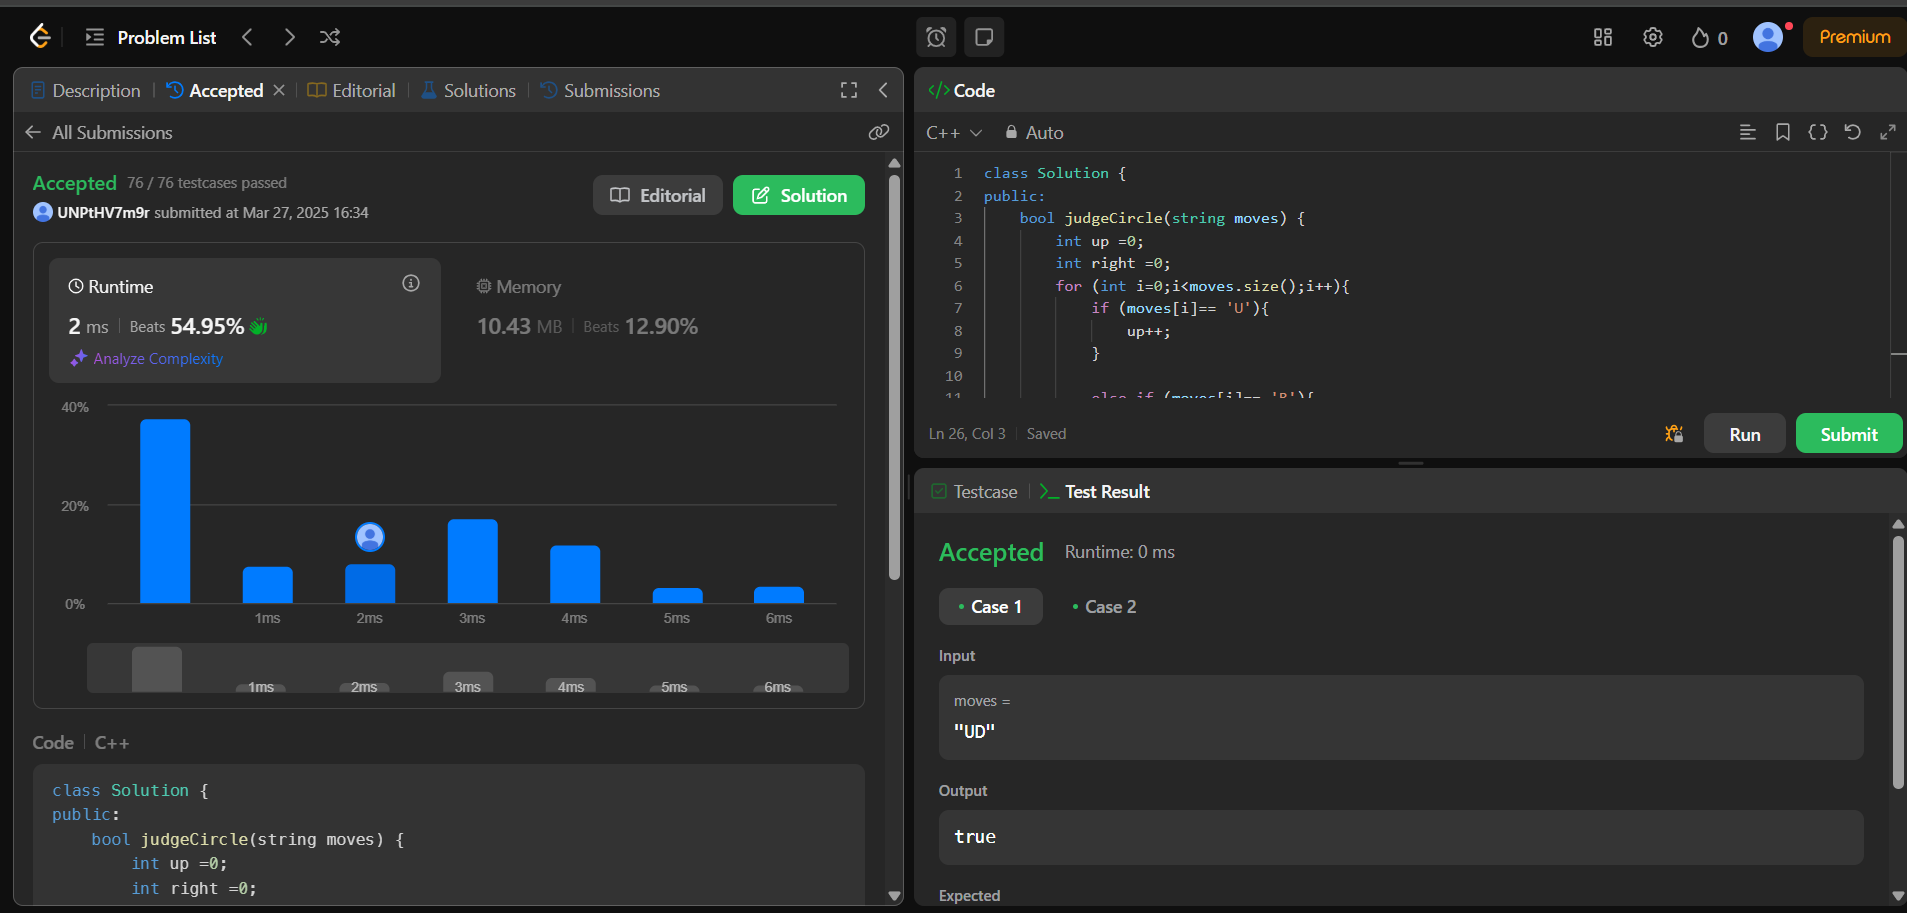 Problem List
0
Premium
Description
Accepted
Editorial
Solutions
Submissions
All Submissions
Accepted 76 / 76 testcases passed
UNPtHV7m9r submitted at Mar 27, 2025 16:34
Editorial
Solution
Runtime
2 ms Beats 54.95%
Analyze Complexity
Memory
10.43 MB Beats 12.90%
40%
20%
0%
1ms 2ms 3ms 4ms 5ms 6ms
1ms 2ms 3ms 4ms 5ms 6ms
Code C++
class Solution {
public:
bool judgeCircle(string moves) {
int up =0;
int right =0;
</> Code
C++ Auto
1 class Solution {
2 public:
3 bool judgeCircle(string moves) {
4 int up =0;
5 int right =0;
6 for (int i=0;i<moves.size();i++){
7 if (moves[i]== 'U'){
8 up++;
9 }
10
11 else if (moves[i]== 'R'){
Ln 26, Col 3 Saved
Run
Submit
Testcase
>_ Test Result
Accepted Runtime: 0 ms
• Case 1 • Case 2
Input
moves =
"UD"
Output
true
Expected